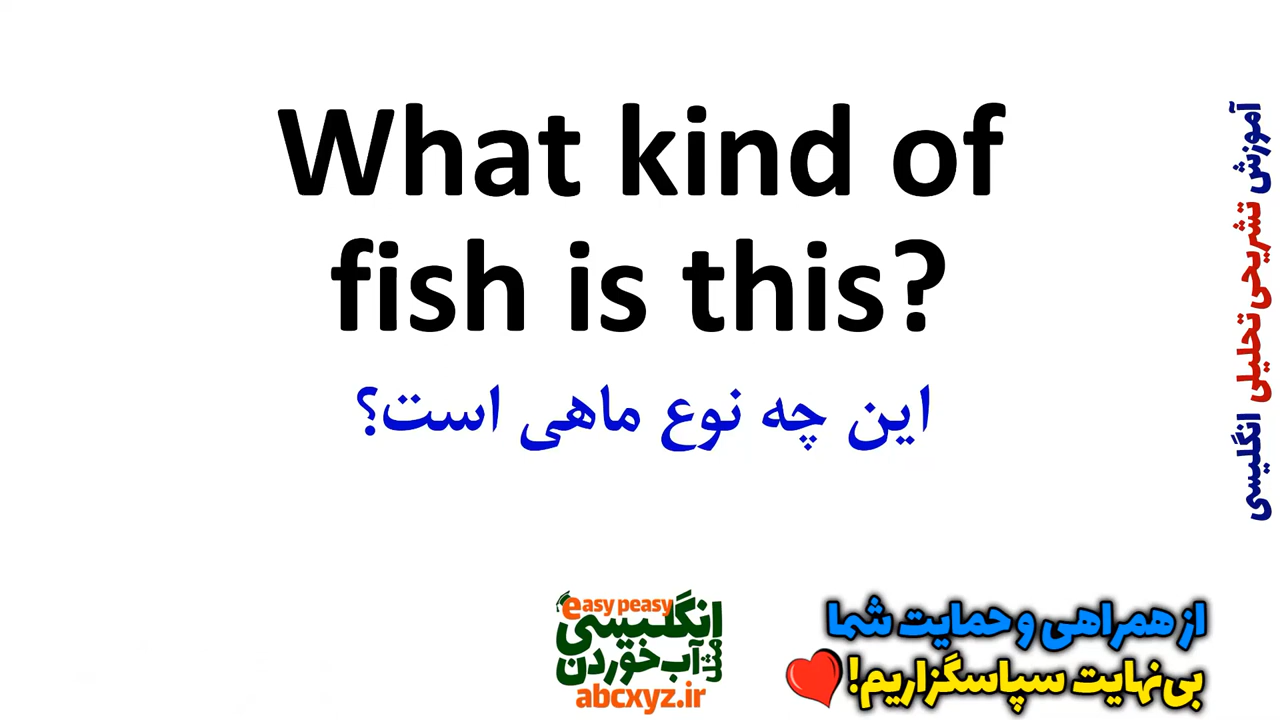 What kind of
fish is this?
این چه نوع ماهی است؟
آموزش تشریحی تحلیلی انگلیسی
easy peasy
انگلیسی
مثل آب خوردن
abcxyz.ir
از همراهی و حمایت شما
بی‌نهایت سپاسگزاریم!